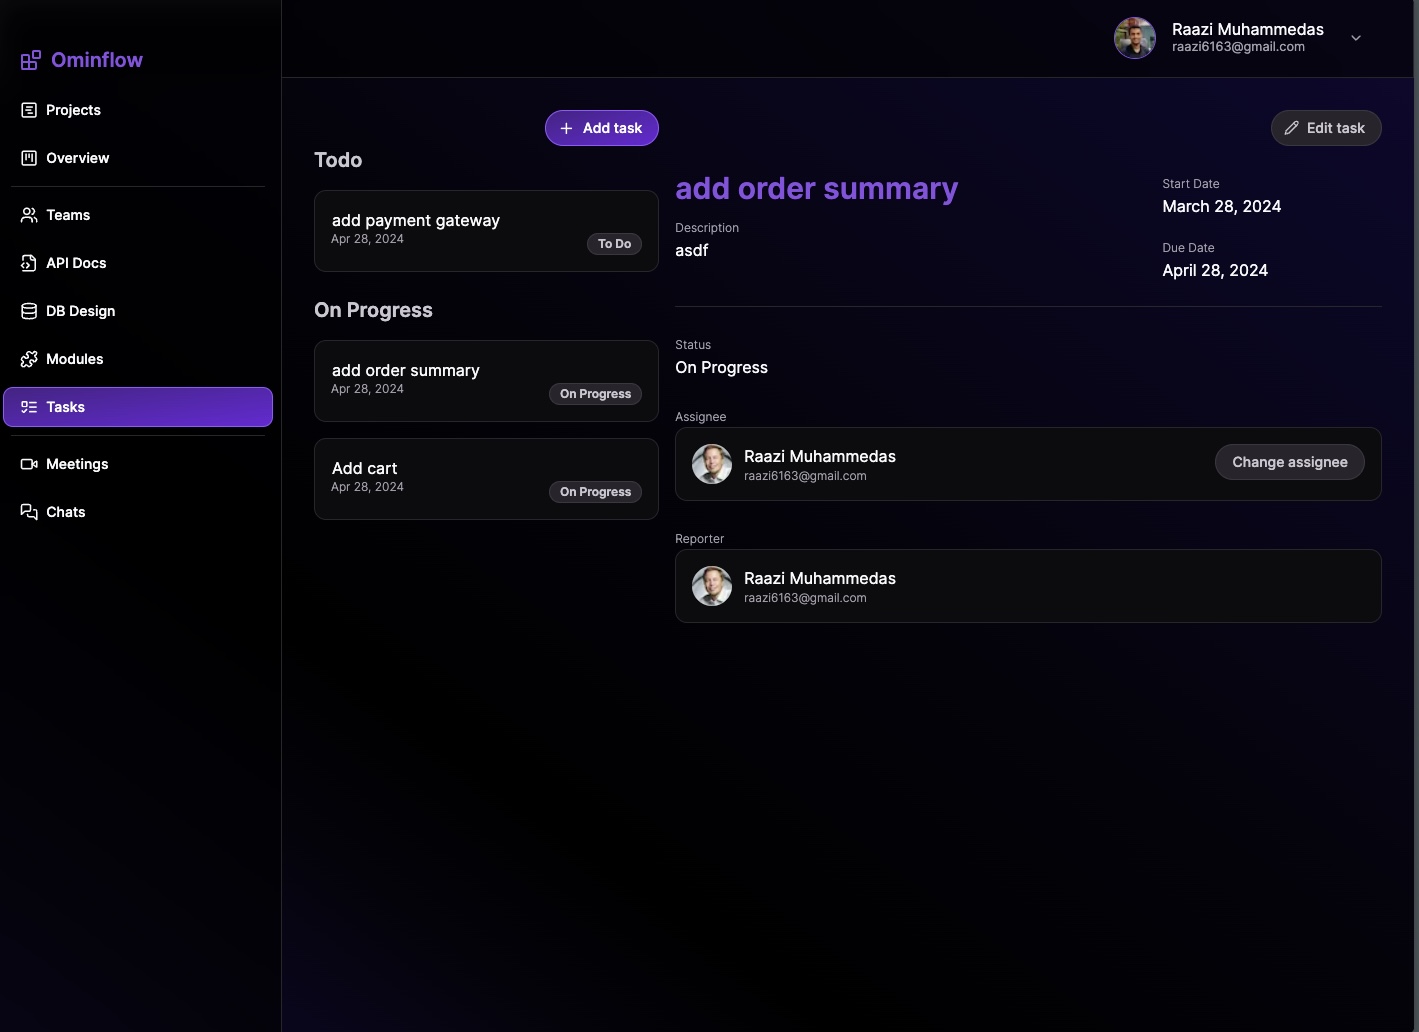 Ominflow
Projects
Overview
Teams
API Docs
DB Design
Modules
Tasks
Meetings
Chats
Raazi Muhammedas
raazi6163@gmail.com
Add task
Todo
add payment gateway
Apr 28, 2024
To Do
On Progress
add order summary
Apr 28, 2024
On Progress
Add cart
Apr 28, 2024
On Progress
Edit task
add order summary
Description
asdf
Start Date
March 28, 2024
Due Date
April 28, 2024
Status
On Progress
Assignee
Raazi Muhammedas
raazi6163@gmail.com
Change assignee
Reporter
Raazi Muhammedas
raazi6163@gmail.com